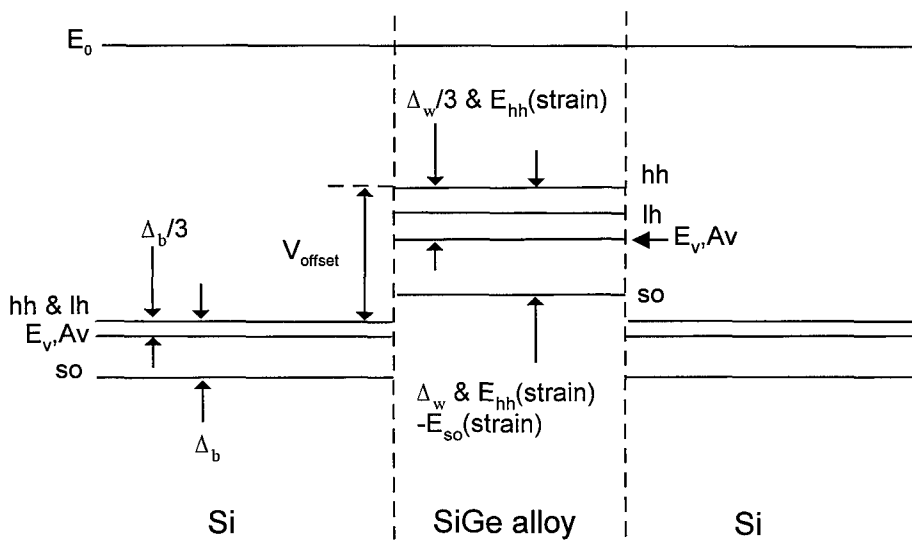 E₀
Δw/3 & Ehh(strain)
hh
lh
Ev,Av
so
Voffset
Δb/3
hh & lh
Ev,Av
so
Δb
Δw & Ehh(strain)
-Eso(strain)
Si
SiGe alloy
Si